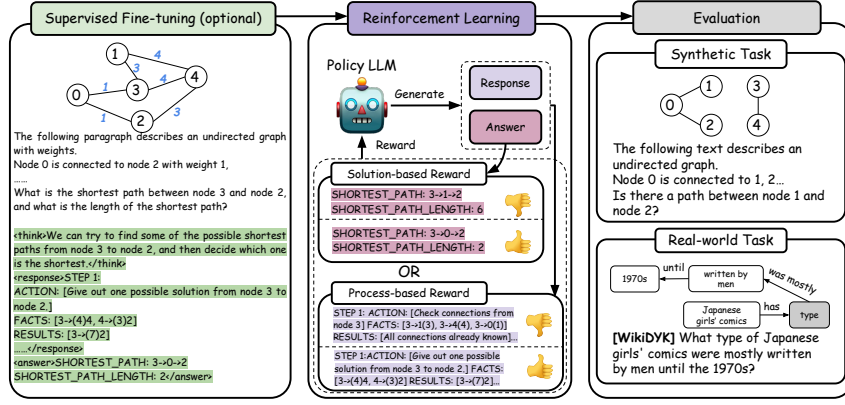 Supervised Fine-tuning (optional)
1
4
3
4
4
0
1
3
1
2
3
The following paragraph describes an undirected graph
with weights.
Node 0 is connected to node 2 with weight 1,
......
What is the shortest path between node 3 and node 2,
and what is the length of the shortest path?
<think>We can try to find some of the possible shortest
paths from node 3 to node 2, and then decide which one
is the shortest.</think>
<response>STEP 1:
ACTION: [Give out one possible solution from node 3 to
node 2.]
FACTS: [3->(4)4, 4->(3)2]
RESULTS: [3->(7)2]
......</response>
<answer>SHORTEST_PATH: 3->0->2
SHORTEST_PATH_LENGTH: 2</answer>
Reinforcement Learning
Policy LLM
Generate
Response
Answer
Reward
Solution-based Reward
SHORTEST_PATH: 3->1->2
SHORTEST_PATH_LENGTH: 6
SHORTEST_PATH: 3->0->2
SHORTEST_PATH_LENGTH: 2
OR
Process-based Reward
STEP 1: ACTION: [Check connections from
node 3] FACTS: [3->1(3), 3->4(4), 3->0(1)]
RESULTS: [All connections already known]...
STEP 1:ACTION: [Give out one possible
solution from node 3 to node 2.] FACTS:
[3->(4)4, 4->(3)2] RESULTS: [3->(7)2]...
Evaluation
Synthetic Task
1
3
0
2
4
The following text describes an
undirected graph.
Node 0 is connected to 1, 2...
Is there a path between node 1 and
node 2?
Real-world Task
1970s
until
written by
men
was mostly
Japanese
girls' comics
has
type
[WikiDYK] What type of Japanese
girls' comics were mostly written
by men until the 1970s?